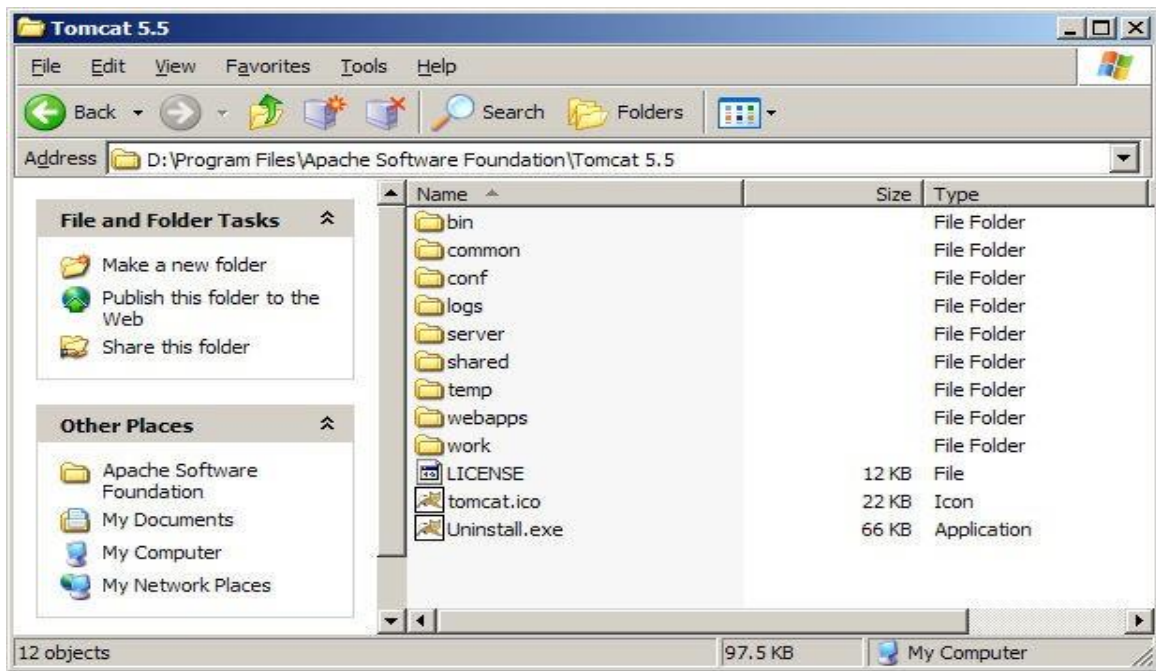 Tomcat 5.5
File Edit View Favorites Tools Help
Back Search Folders
Address D:\Program Files\Apache Software Foundation\Tomcat 5.5
File and Folder Tasks
Make a new folder
Publish this folder to the
Web
Share this folder
Other Places
Apache Software
Foundation
My Documents
My Computer
My Network Places
Name Size Type
bin File Folder
common File Folder
conf File Folder
logs File Folder
server File Folder
shared File Folder
temp File Folder
webapps File Folder
work File Folder
LICENSE 12 KB File
tomcat.ico 22 KB Icon
Uninstall.exe 66 KB Application
12 objects 97.5 KB My Computer